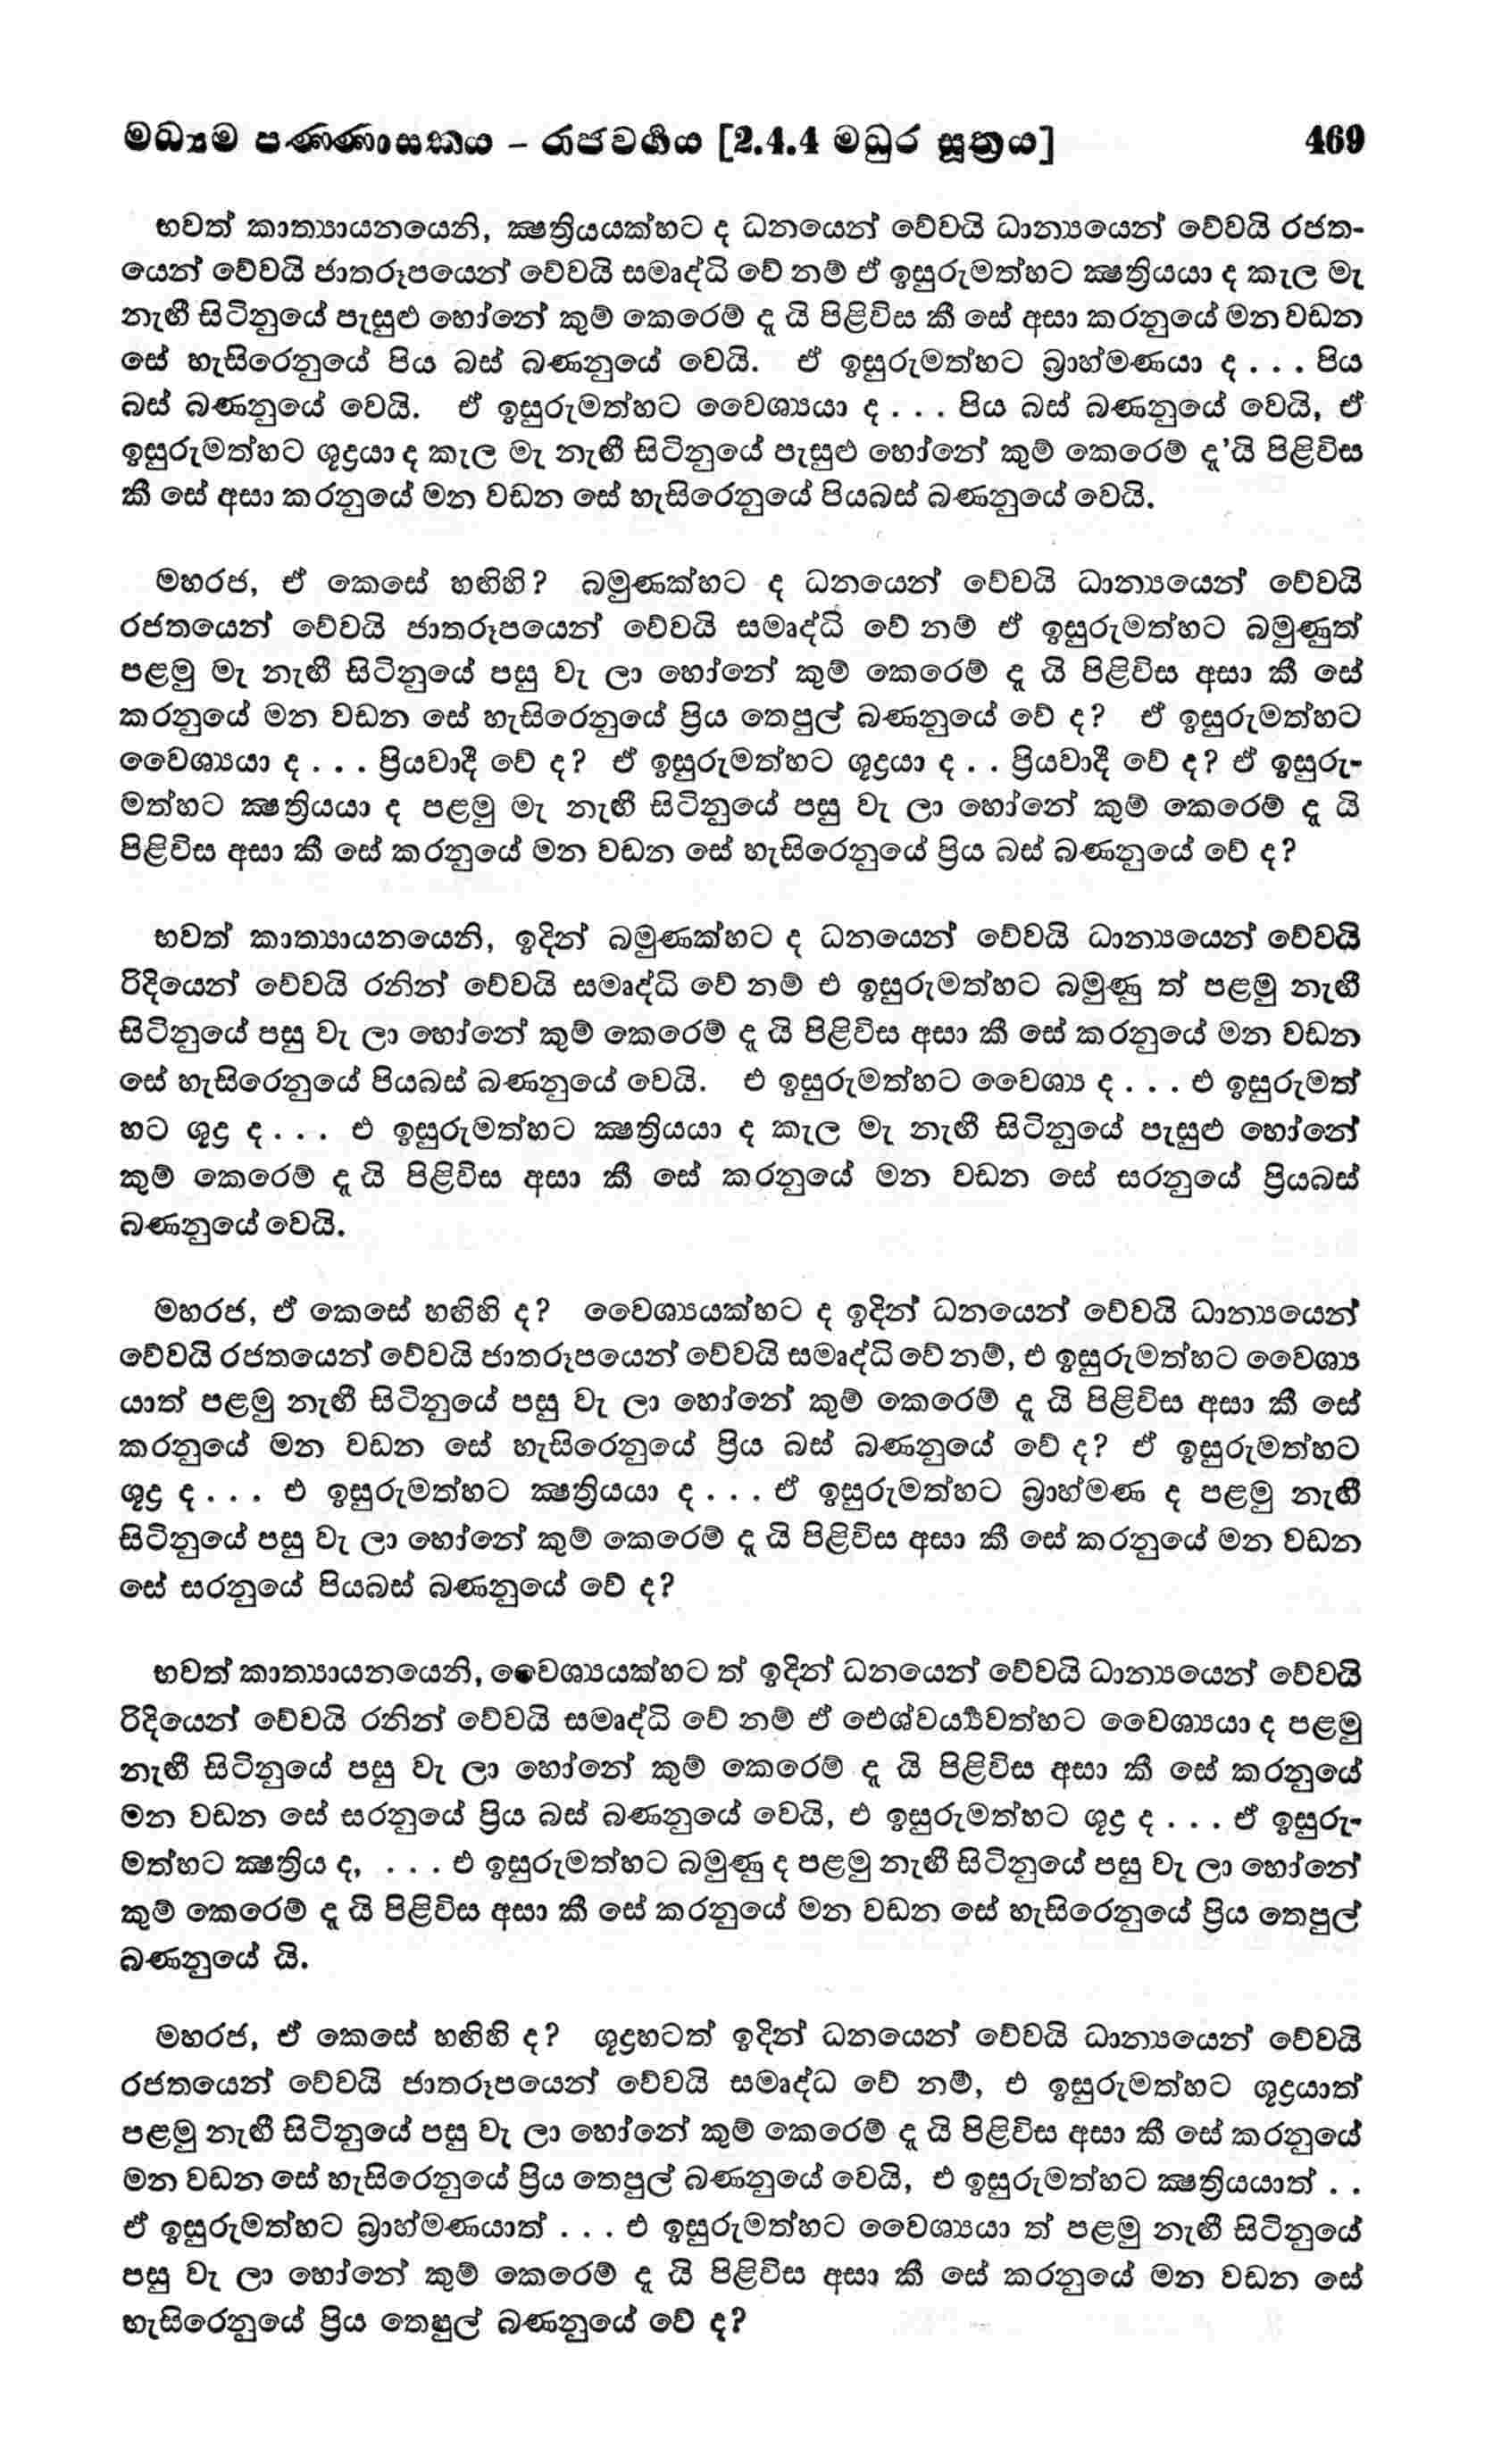 මධ්‍යම පණ්ණාසකය – රාජවර්‍ගය [2.4.4 මධුර සූත්‍රය] 469
භවත් කාත්‍යායනයෙනි, ක්‍ෂත්‍රියයක්හට ද ධනයෙන් වේවයි ධාන්‍යයෙන් වේවයි රජත-
යෙන් වේවයි ජාතරූපයෙන් වේවයි සමෘද්ධි වේ නම් ඒ ඉසුරුමත්හට ක්‍ෂත්‍රියයා ද කැල මැ
නැඟී සිටිනුයේ පැසුළු හෝනේ කුම් කෙරෙම් දැ යි පිළිවිස කී සේ අසා කරනුයේ මන වඩන
සේ හැසිරෙනුයේ පිය බස් බණනුයේ වෙයි. ඒ ඉසුරුමත්හට බ්‍රාහ්මණයා ද . . . පිය
බස් බණනුයේ වෙයි. ඒ ඉසුරුමත්හට වෛශ්‍යයා ද . . . පිය බස් බණනුයේ වෙයි, ඒ
ඉසුරුමත්හට ශූද්‍රයා ද කැල මැ නැඟී සිටිනුයේ පැසුළු හෝනේ කුම් කෙරෙම් දැ’යි පිළිවිස
කී සේ අසා කරනුයේ මන වඩන සේ හැසිරෙනුයේ පියබස් බණනුයේ වෙයි.
මහරජ, ඒ කෙසේ හඟිහි? බමුණක්හට ද ධනයෙන් වේවයි ධාන්‍යයෙන් වේවයි
රජතයෙන් වේවයි ජාතරූපයෙන් වේවයි සමෘද්ධි වේ නම් ඒ ඉසුරුමත්හට බමුණුත්
පළමු මැ නැඟී සිටිනුයේ පසු වැ ලා හෝනේ කුම් කෙරෙම් දැ යි පිළිවිස අසා කී සේ
කරනුයේ මන වඩන සේ හැසිරෙනුයේ ප්‍රිය තෙපුල් බණනුයේ වේ ද? ඒ ඉසුරුමත්හට
වෛශ්‍යයා ද . . . ප්‍රියවාදී වේ ද? ඒ ඉසුරුමත්හට ශූද්‍රයා ද . . ප්‍රියවාදී වේ ද? ඒ ඉසුරු-
මත්හට ක්‍ෂත්‍රියයා ද පළමු මැ නැඟී සිටිනුයේ පසු වැ ලා හෝනේ කුම් කෙරෙම් දැ යි
පිළිවිස අසා කී සේ කරනුයේ මන වඩන සේ හැසිරෙනුයේ ප්‍රිය බස් බණනුයේ වේ ද?
භවත් කාත්‍යායනයෙනි, ඉදින් බමුණක්හට ද ධනයෙන් වේවයි ධාන්‍යයෙන් වේවයි
රිදියෙන් වේවයි රනින් වේවයි සමෘද්ධි වේ නම් එ ඉසුරුමත්හට බමුණු ත් පළමු නැඟී
සිටිනුයේ පසු වැ ලා හෝනේ කුම් කෙරෙම් දැ යි පිළිවිස අසා කී සේ කරනුයේ මන වඩන
සේ හැසිරෙනුයේ පියබස් බණනුයේ වෙයි. එ ඉසුරුමත්හට වෛශ්‍ය ද . . . එ ඉසුරුමත්
හට ශූද්‍ර ද . . . එ ඉසුරුමත්හට ක්‍ෂත්‍රියයා ද කැල මැ නැඟී සිටිනුයේ පැසුළු හෝනේ
කුම් කෙරෙම් දැ යි පිළිවිස අසා කී සේ කරනුයේ මන වඩන සේ සරනුයේ ප්‍රියබස්
බණනුයේ වෙයි.
මහරජ, ඒ කෙසේ හඟිහි ද? වෛශ්‍යයක්හට ද ඉදින් ධනයෙන් වේවයි ධාන්‍යයෙන්
වේවයි රජතයෙන් වේවයි ජාතරූපයෙන් වේවයි සමෘද්ධි වේ නම්, එ ඉසුරුමත්හට වෛශ්‍ය
යාත් පළමු නැඟී සිටිනුයේ පසු වැ ලා හෝනේ කුම් කෙරෙම් දැ යි පිළිවිස අසා කී සේ
කරනුයේ මන වඩන සේ හැසිරෙනුයේ ප්‍රිය බස් බණනුයේ වේ ද? ඒ ඉසුරුමත්හට
ශූද්‍ර ද . . . එ ඉසුරුමත්හට ක්‍ෂත්‍රියයා ද . . . ඒ ඉසුරුමත්හට බ්‍රාහ්මණ ද පළමු නැඟී
සිටිනුයේ පසු වැ ලා හෝනේ කුම් කෙරෙම් දැ යි පිළිවිස අසා කී සේ කරනුයේ මන වඩන
සේ සරනුයේ පියබස් බණනුයේ වේ ද?
භවත් කාත්‍යායනයෙනි, වෛශ්‍යයක්හට ත් ඉදින් ධනයෙන් වේවයි ධාන්‍යයෙන් වේවයි
රිදියෙන් වේවයි රනින් වේවයි සමෘද්ධි වේ නම් ඒ ඓශ්වර්‍ය්‍යවත්හට වෛශ්‍යයා ද පළමු
නැඟී සිටිනුයේ පසු වැ ලා හෝනේ කුම් කෙරෙම් දැ යි පිළිවිස අසා කී සේ කරනුයේ
මන වඩන සේ සරනුයේ ප්‍රිය බස් බණනුයේ වෙයි, එ ඉසුරුමත්හට ශූද්‍ර ද . . . ඒ ඉසුරු-
මත්හට ක්‍ෂත්‍රිය ද, . . . එ ඉසුරුමත්හට බමුණු ද පළමු නැඟී සිටිනුයේ පසු වැ ලා හෝනේ
කුම් කෙරෙම් දැ යි පිළිවිස අසා කී සේ කරනුයේ මන වඩන සේ හැසිරෙනුයේ ප්‍රිය තෙපුල්
බණනුයේ යි.
මහරජ, ඒ කෙසේ හඟිහි ද? ශූද්‍රහටත් ඉදින් ධනයෙන් වේවයි ධාන්‍යයෙන් වේවයි
රජතයෙන් වේවයි ජාතරූපයෙන් වේවයි සමෘද්ධ වේ නම්, එ ඉසුරුමත්හට ශූද්‍රයාත්
පළමු නැඟී සිටිනුයේ පසු වැ ලා හෝනේ කුම් කෙරෙම් දැ යි පිළිවිස අසා කී සේ කරනුයේ
මන වඩන සේ හැසිරෙනුයේ ප්‍රිය තෙපුල් බණනුයේ වෙයි, එ ඉසුරුමත්හට ක්‍ෂත්‍රියයාත් . .
ඒ ඉසුරුමත්හට බ්‍රාහ්මණයාත් . . . එ ඉසුරුමත්හට වෛශ්‍යයා ත් පළමු නැඟී සිටිනුයේ
පසු වැ ලා හෝනේ කුම් කෙරෙම් දැ යි පිළිවිස අසා කී සේ කරනුයේ මන වඩන සේ
හැසිරෙනුයේ ප්‍රිය තෙපුල් බණනුයේ වේ ද?